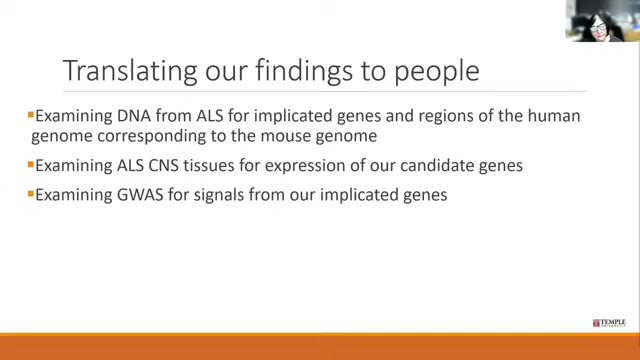 Translating our findings to people
▪Examining DNA from ALS for implicated genes and regions of the human
genome corresponding to the mouse genome
▪Examining ALS CNS tissues for expression of our candidate genes
▪Examining GWAS for signals from our implicated genes
T TEMPLE
UNIVERSITY